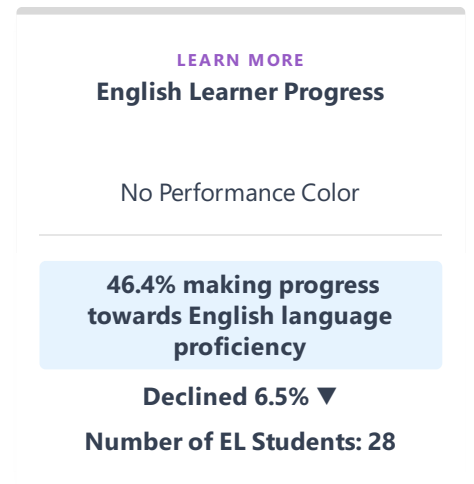 LEARN MORE
English Learner Progress
No Performance Color
46.4% making progress
towards English language
proficiency
Declined 6.5% ▼
Number of EL Students: 28